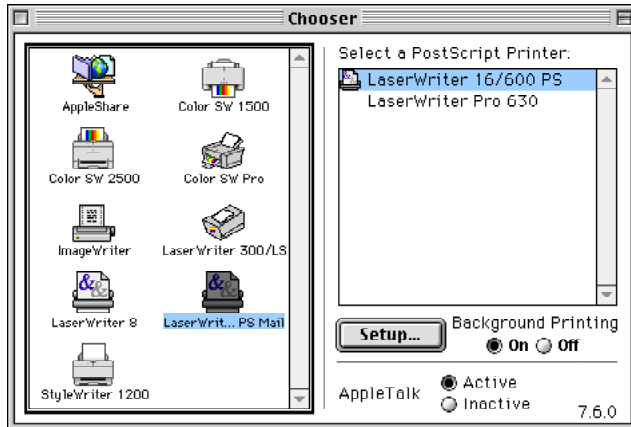 Chooser
AppleShare
Color SW 1500
Color SW 2500
Color SW Pro
ImageWriter
LaserWriter 300/LS
LaserWriter 8
LaserWrit... PS Mail
StyleWriter 1200
Select a PostScript Printer:
LaserWriter 16/600 PS
LaserWriter Pro 630
Setup...
Background Printing
On Off
AppleTalk
Active
Inactive
7.6.0